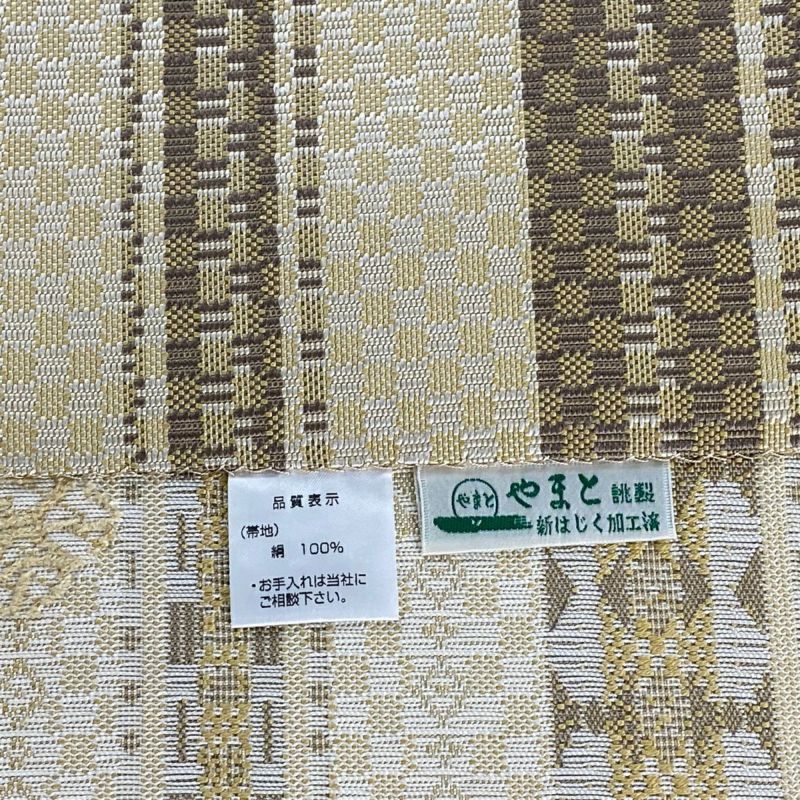 品質表示
(帯地)
絹 100%
・お手入れは当社に
ご相談下さい。
やまと やまと 誂製
新はじく加工済